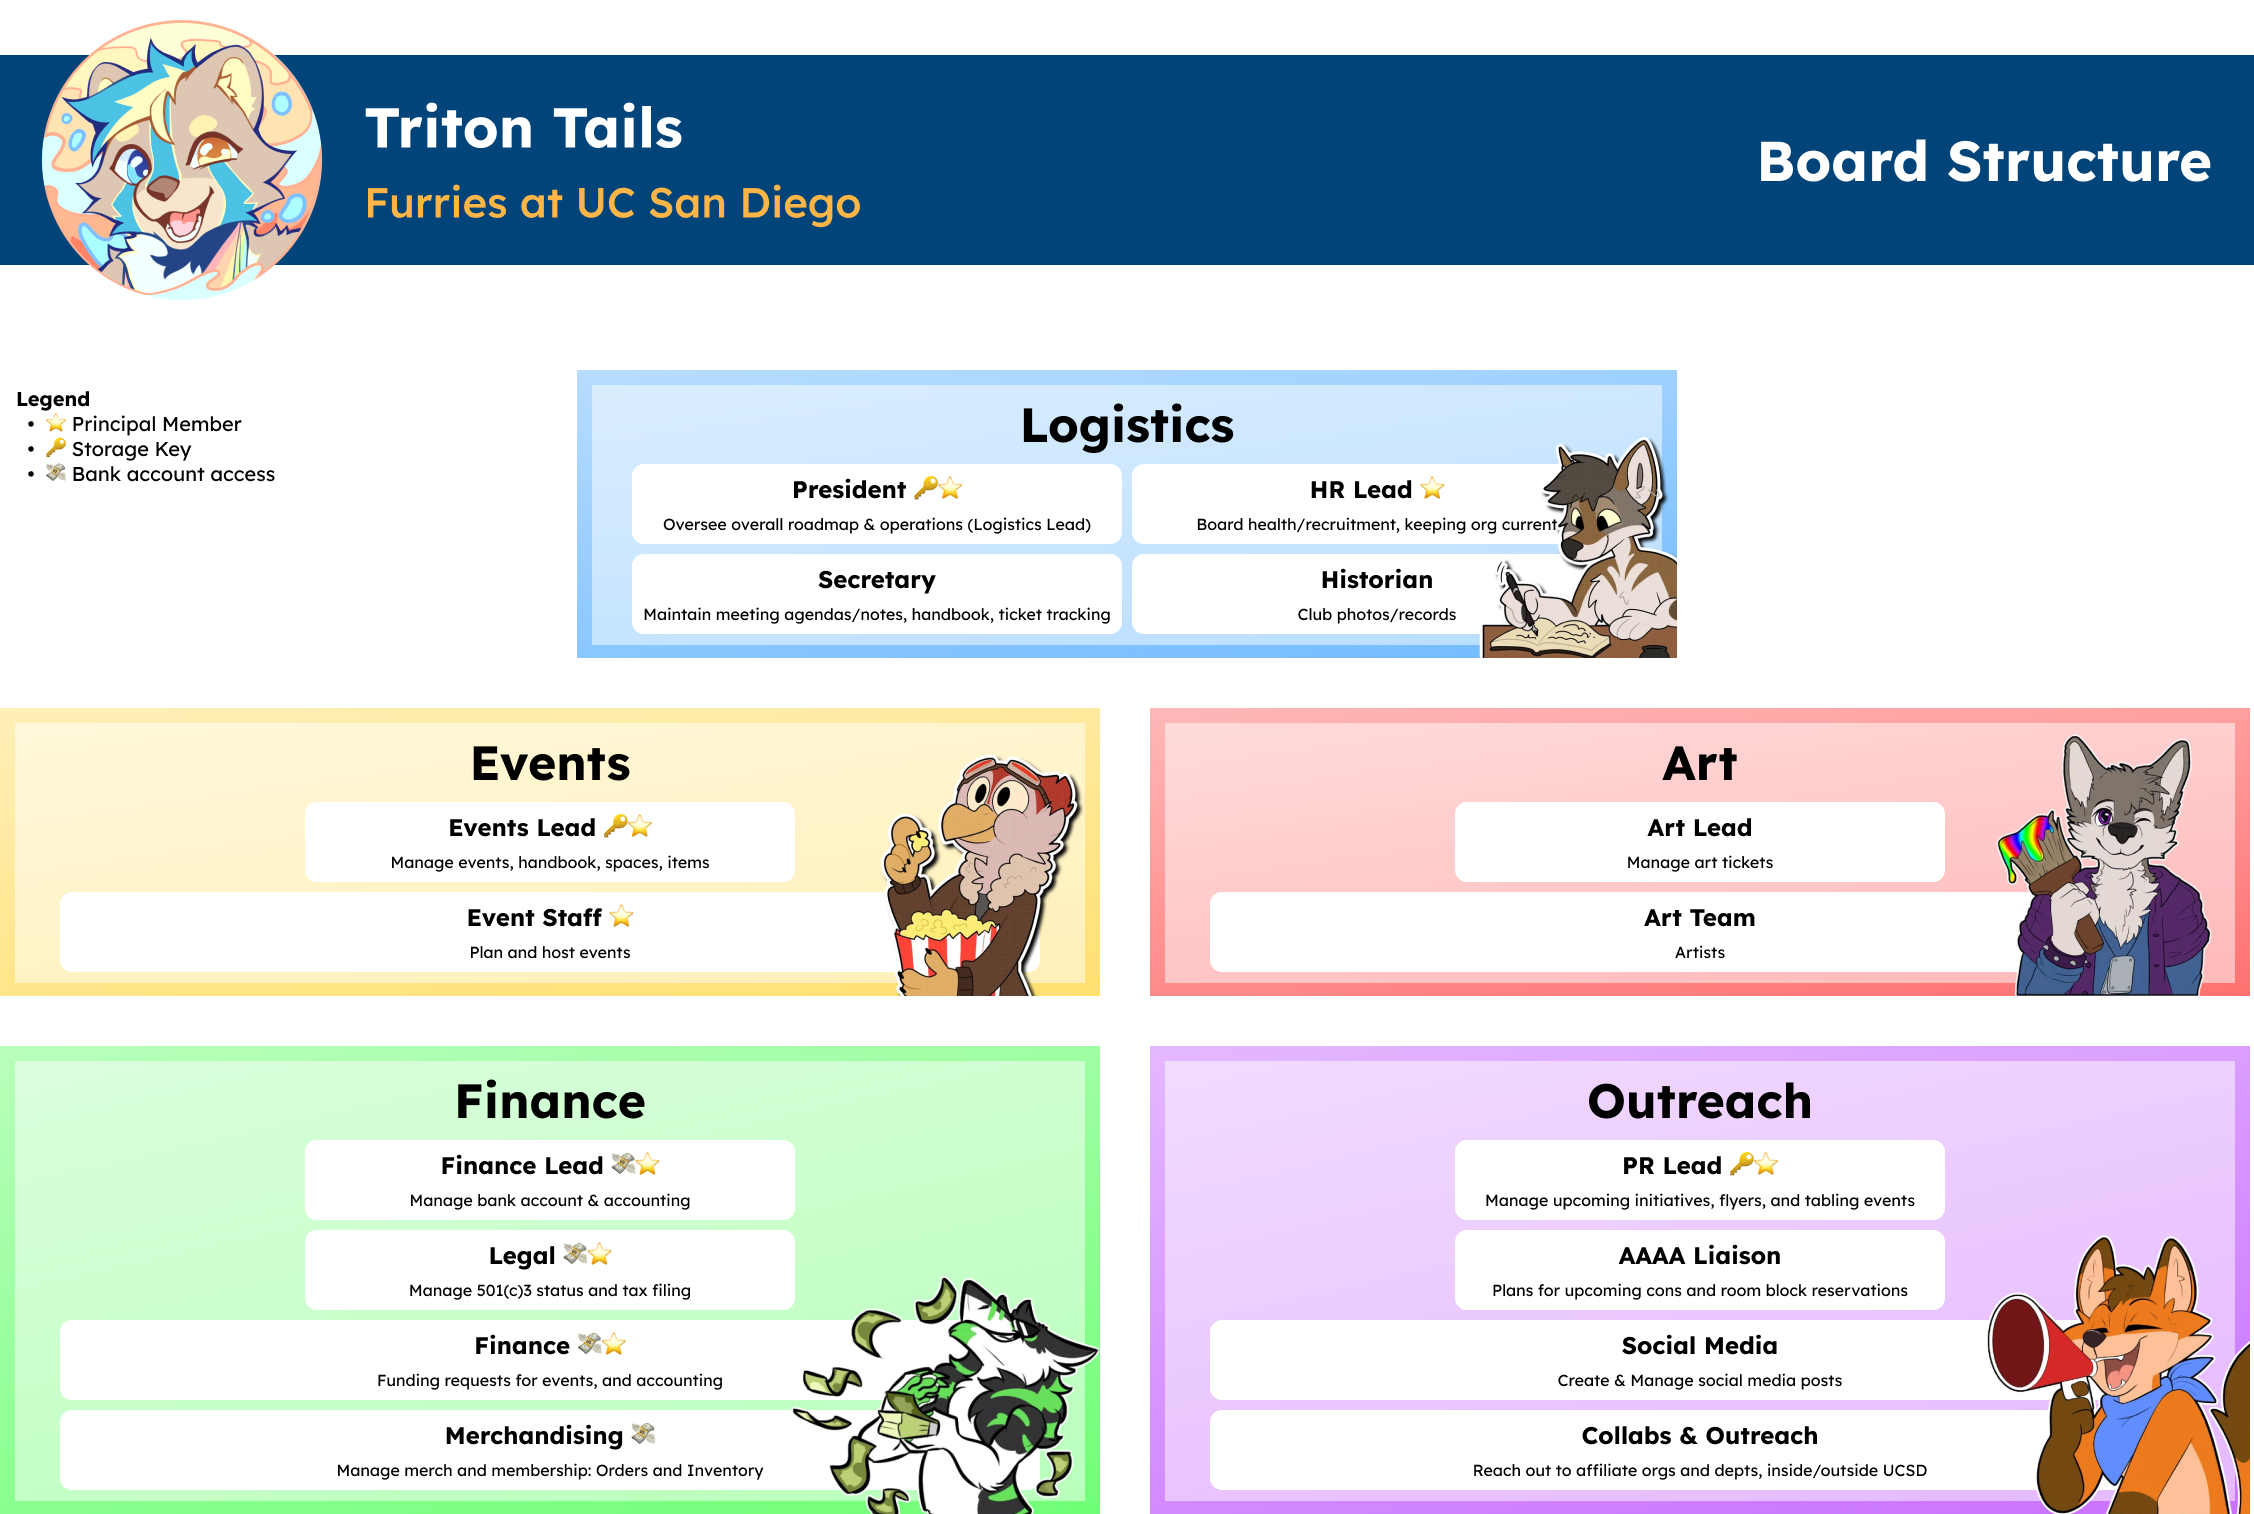 Triton Tails
Furries at UC San Diego
Board Structure
Legend
• ⭐ Principal Member
• 🔑 Storage Key
• 💸 Bank account access
Logistics
President 🔑⭐
Oversee overall roadmap & operations (Logistics Lead)
HR Lead ⭐
Board health/recruitment, keeping org current
Secretary
Maintain meeting agendas/notes, handbook, ticket tracking
Historian
Club photos/records
Events
Events Lead 🔑⭐
Manage events, handbook, spaces, items
Event Staff ⭐
Plan and host events
Art
Art Lead
Manage art tickets
Art Team
Artists
Finance
Finance Lead 💸⭐
Manage bank account & accounting
Legal 💸⭐
Manage 501(c)3 status and tax filing
Finance 💸⭐
Funding requests for events, and accounting
Merchandising 💸
Manage merch and membership: Orders and Inventory
Outreach
PR Lead 🔑⭐
Manage upcoming initiatives, flyers, and tabling events
AAAA Liaison
Plans for upcoming cons and room block reservations
Social Media
Create & Manage social media posts
Collabs & Outreach
Reach out to affiliate orgs and depts, inside/outside UCSD